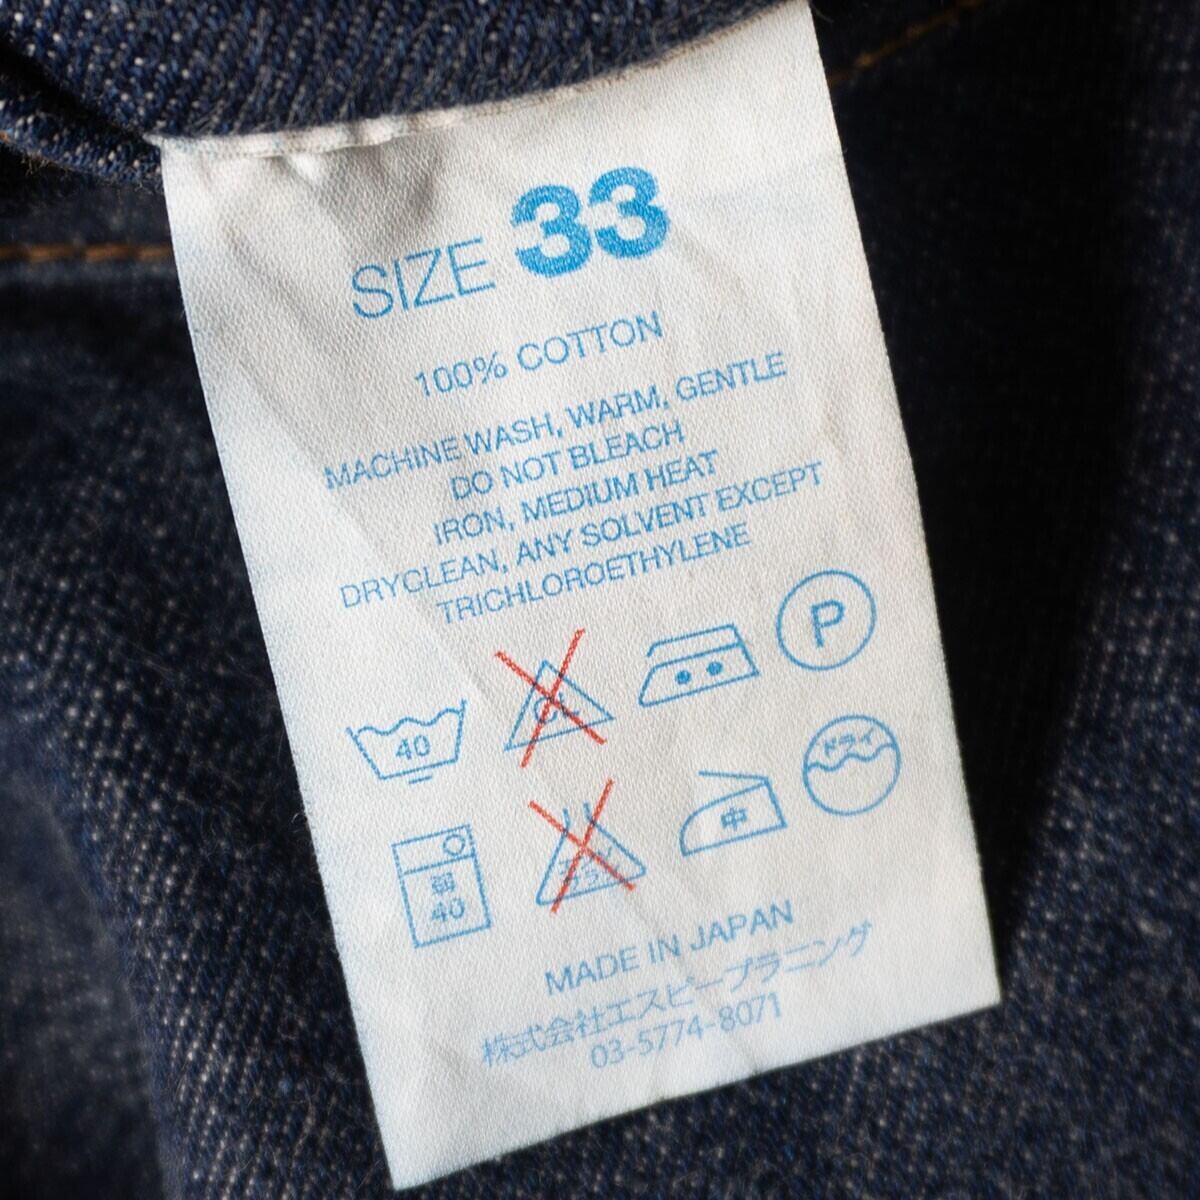 SIZE 33
100% COTTON
MACHINE WASH, WARM, GENTLE
DO NOT BLEACH
IRON, MEDIUM HEAT
DRYCLEAN, ANY SOLVENT EXCEPT
TRICHLOROETHYLENE
40 P
ドライ
中
40
MADE IN JAPAN
株式会社エスピープラニング
03-5774-8071